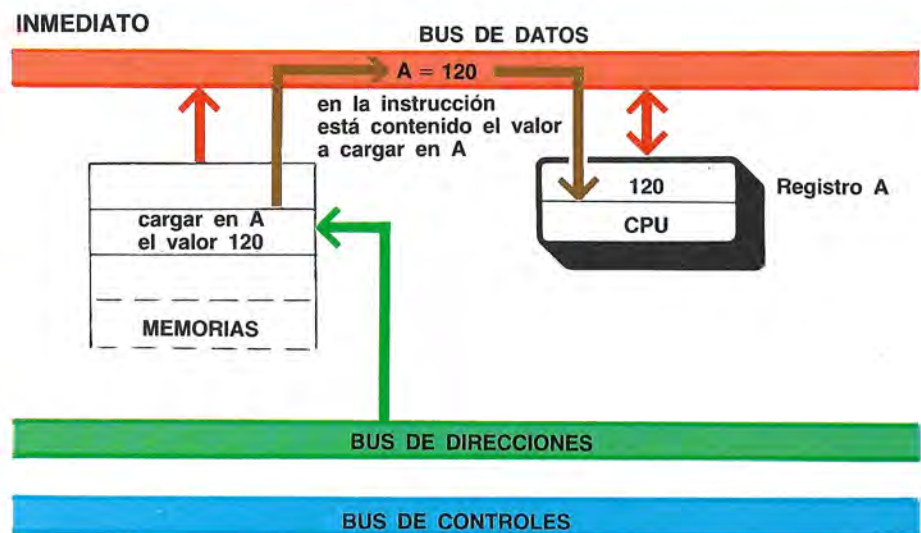 INMEDIATO
BUS DE DATOS
A = 120
en la instrucción
está contenido el valor
a cargar en A
cargar en A
el valor 120
MEMORIAS
120
CPU
Registro A
BUS DE DIRECCIONES
BUS DE CONTROLES